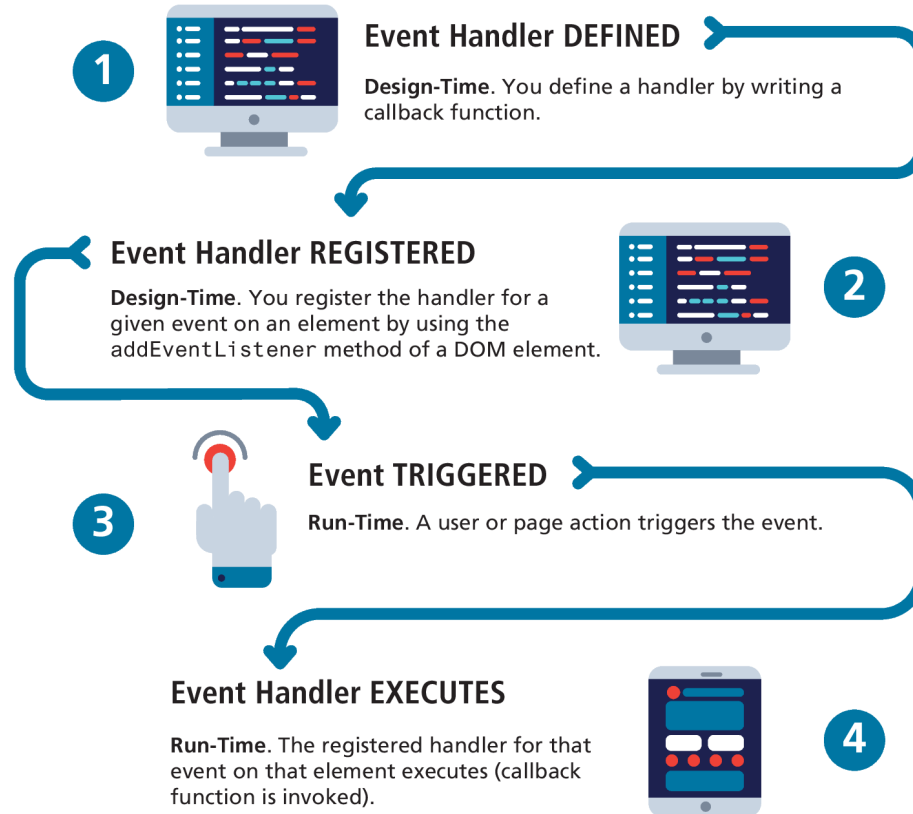 1
Event Handler DEFINED
Design-Time. You define a handler by writing a
callback function.
Event Handler REGISTERED
Design-Time. You register the handler for a
given event on an element by using the
addEventListener method of a DOM element.
2
3
Event TRIGGERED
Run-Time. A user or page action triggers the event.
Event Handler EXECUTES
Run-Time. The registered handler for that
event on that element executes (callback
function is invoked).
4